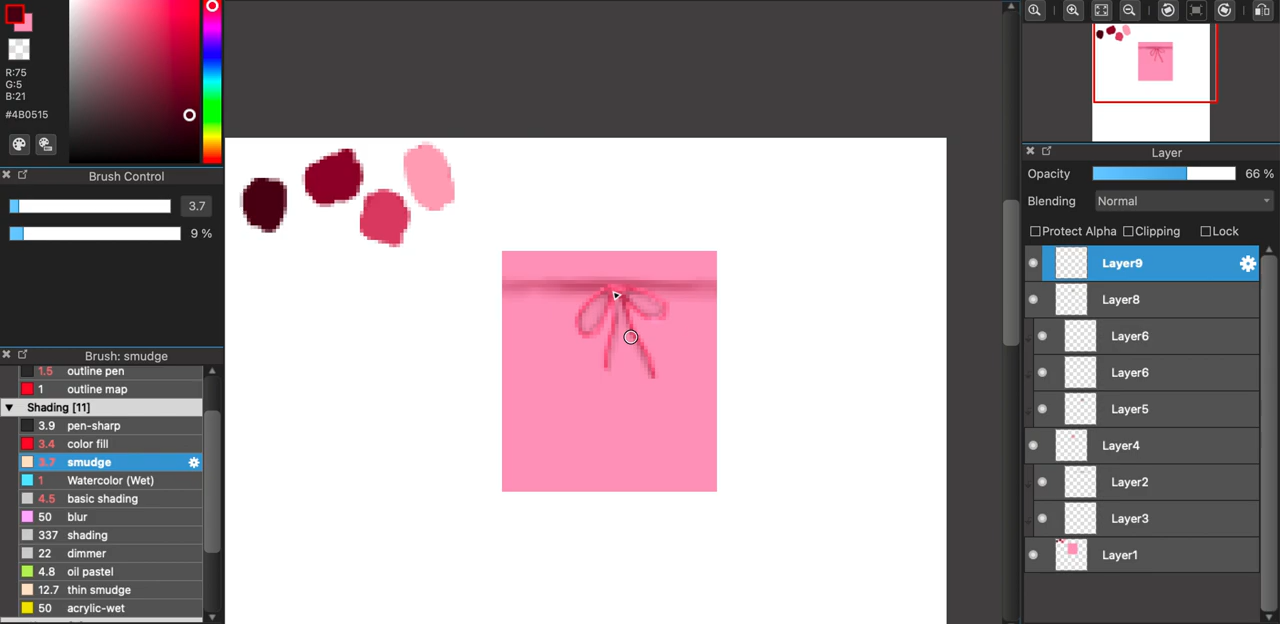 R:75
G:5
B:21
#4B0515
Brush Control
3.7
9 %
Brush: smudge
1.5 outline pen
1 outline map
Shading [11]
3.9 pen-sharp
3.4 color fill
3.7 smudge
1 Watercolor (Wet)
4.5 basic shading
50 blur
337 shading
22 dimmer
4.8 oil pastel
12.7 thin smudge
50 acrylic-wet
Layer
Opacity 66 %
Blending Normal
Protect Alpha Clipping Lock
Layer9
Layer8
Layer6
Layer6
Layer5
Layer4
Layer2
Layer3
Layer1